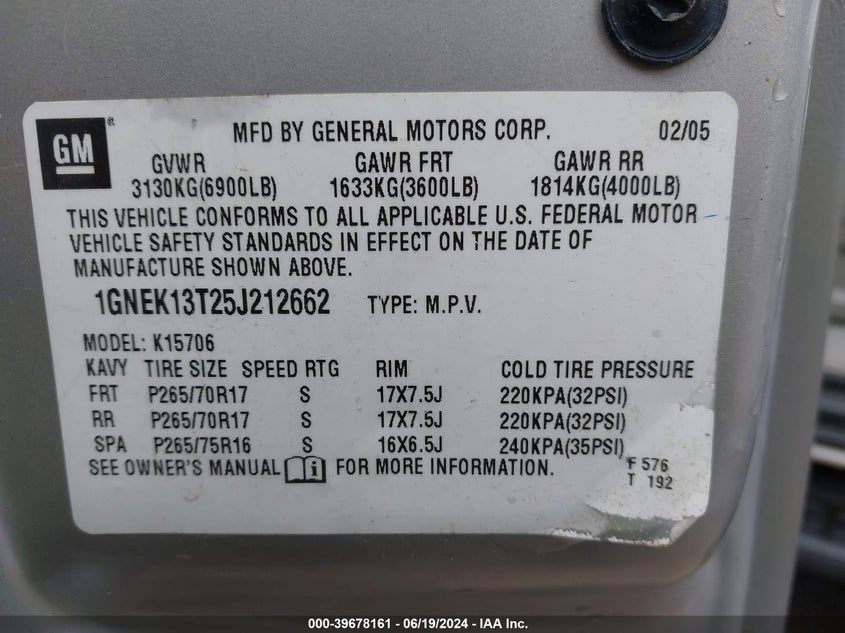 GM ® MFD BY GENERAL MOTORS CORP. 02/05
GVWR GAWR FRT GAWR RR
3130KG(6900LB) 1633KG(3600LB) 1814KG(4000LB)
THIS VEHICLE CONFORMS TO ALL APPLICABLE U.S. FEDERAL MOTOR
VEHICLE SAFETY STANDARDS IN EFFECT ON THE DATE OF
MANUFACTURE SHOWN ABOVE.
1GNEK13T25J212662 TYPE: M.P.V.
MODEL: K15706
KAVY TIRE SIZE SPEED RTG RIM COLD TIRE PRESSURE
FRT P265/70R17 S 17X7.5J 220KPA(32PSI)
RR P265/70R17 S 17X7.5J 220KPA(32PSI)
SPA P265/75R16 S 16X6.5J 240KPA(35PSI)
SEE OWNER'S MANUAL i FOR MORE INFORMATION. F 576
T 192
000-39678161 - 06/19/2024 - IAA Inc.